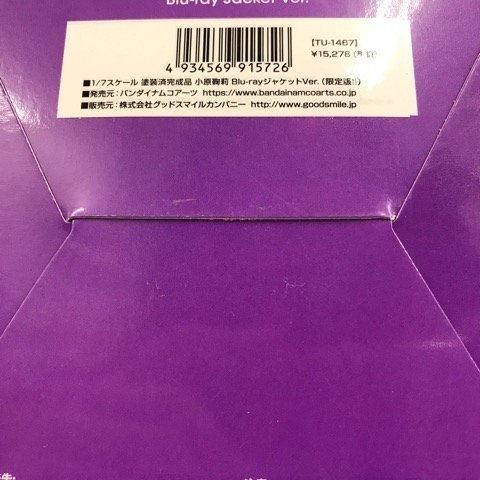 Blu-ray Jacket Ver.
[TU-1467]
¥15,276（税別）
4 934569 915726
■1/7スケール 塗装済完成品 小原鞠莉 Blu-rayジャケットVer.（限定版!!）
■発売元：バンダイナムコアーツ https://www.bandainamcoarts.co.jp
■販売元：株式会社グッドスマイルカンパニー http://www.goodsmile.com